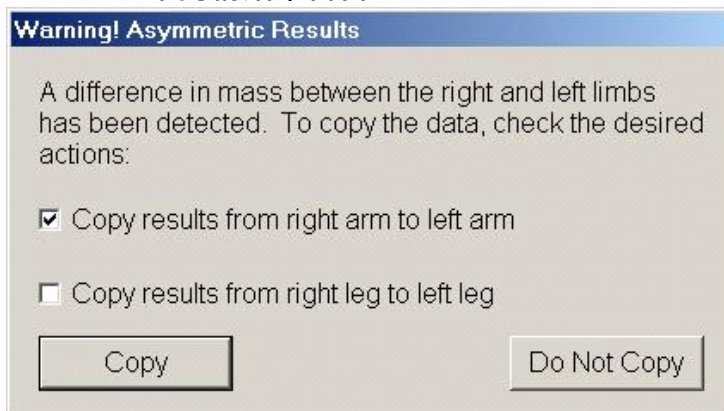 Warning! Asymmetric Results
A difference in mass between the right and left limbs
has been detected. To copy the data, check the desired
actions:
Copy results from right arm to left arm
Copy results from right leg to left leg
Copy
Do Not Copy